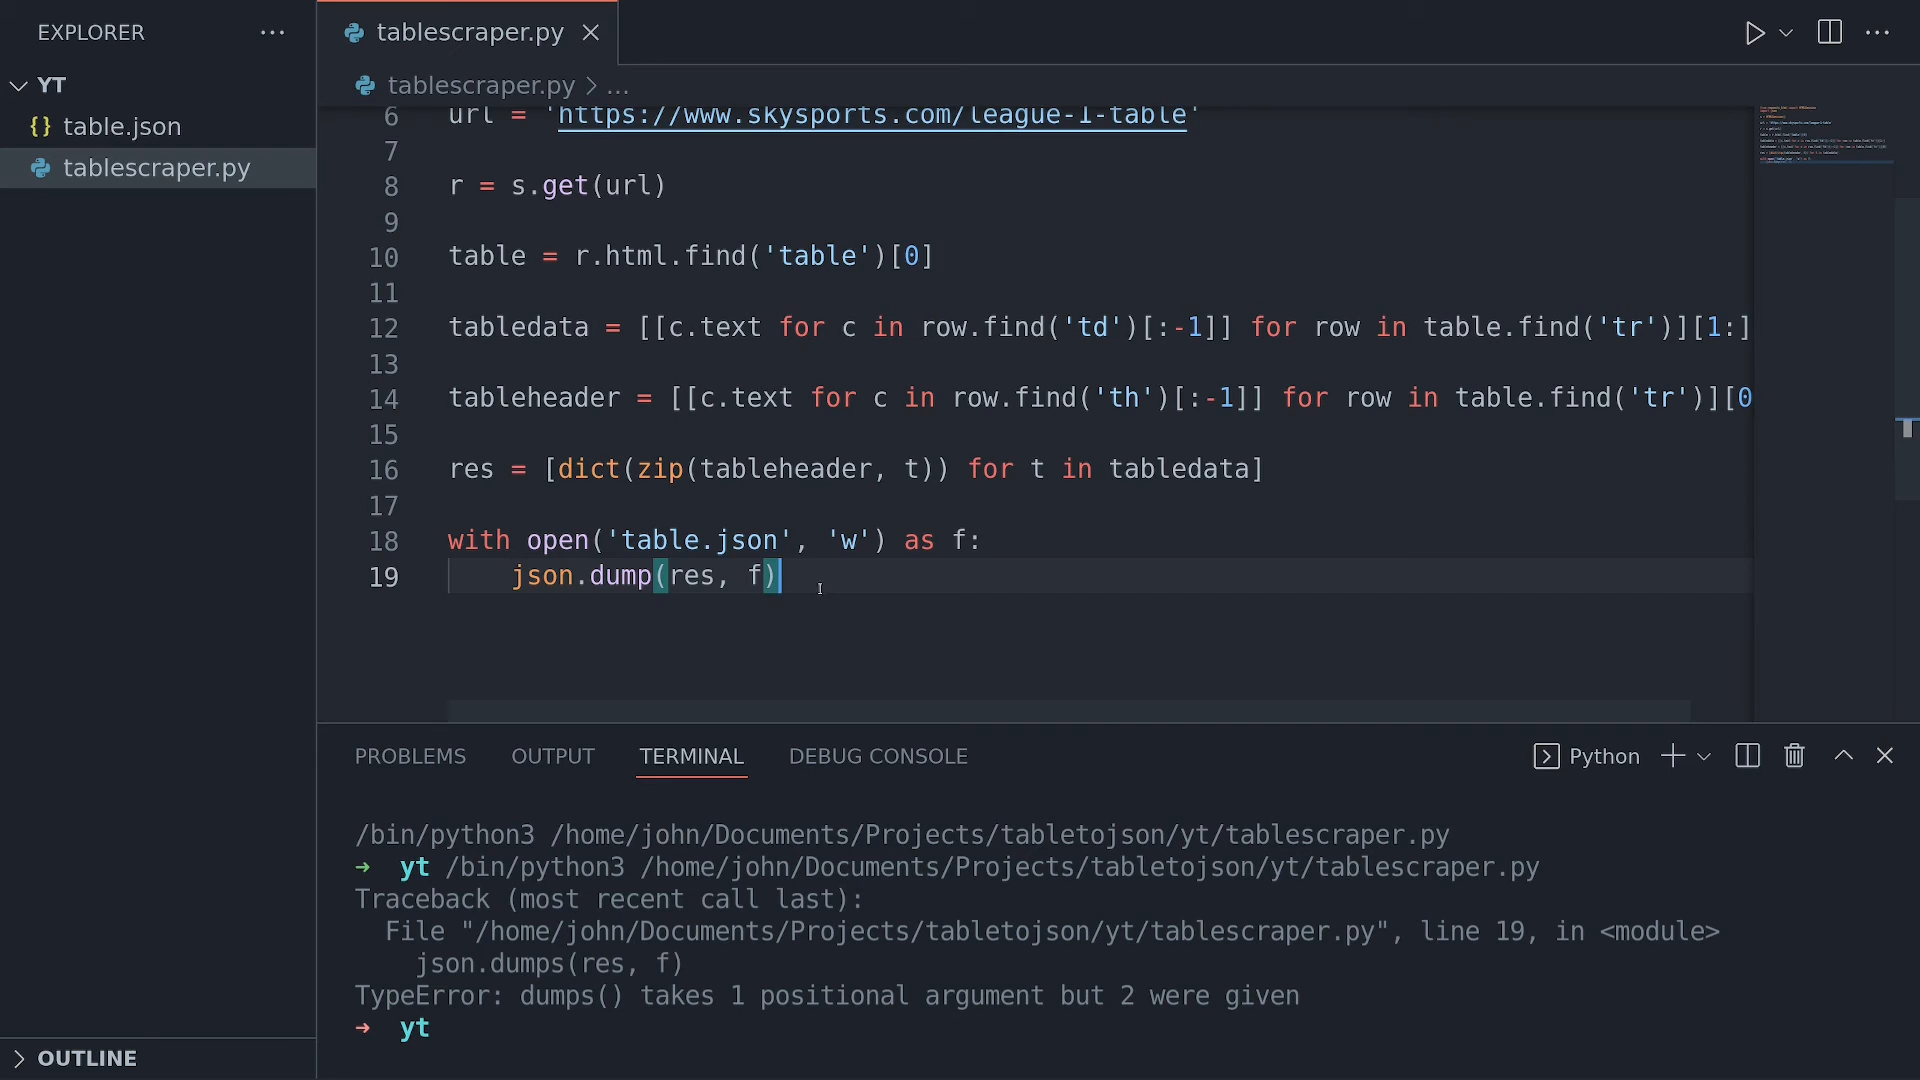 EXPLORER ...
YT
{} table.json
tablescraper.py
OUTLINE
tablescraper.py
tablescraper.py > ...
6 url = 'https://www.skysports.com/league-1-table'
7
8 r = s.get(url)
9
10 table = r.html.find('table')[0]
11
12 tabledata = [[c.text for c in row.find('td')[:-1]] for row in table.find('tr')][1:]
13
14 tableheader = [[c.text for c in row.find('th')[:-1]] for row in table.find('tr')][0
15
16 res = [dict(zip(tableheader, t)) for t in tabledata]
17
18 with open('table.json', 'w') as f:
19 json.dump(res, f)
PROBLEMS OUTPUT TERMINAL DEBUG CONSOLE Python
/bin/python3 /home/john/Documents/Projects/tabletojson/yt/tablescraper.py
→ yt /bin/python3 /home/john/Documents/Projects/tabletojson/yt/tablescraper.py
Traceback (most recent call last):
File "/home/john/Documents/Projects/tabletojson/yt/tablescraper.py", line 19, in <module>
json.dumps(res, f)
TypeError: dumps() takes 1 positional argument but 2 were given
→ yt